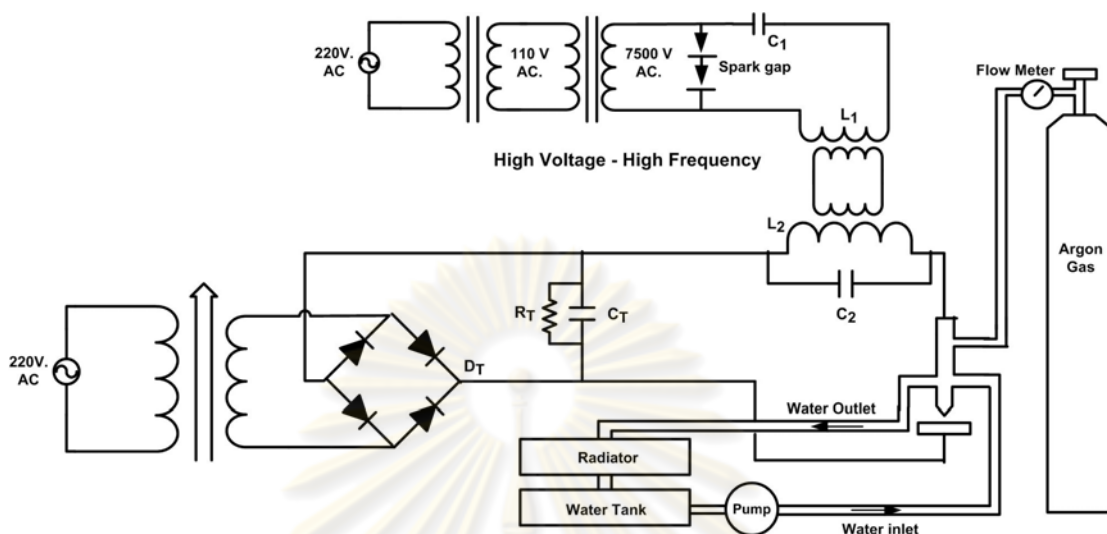 220V.
AC
110 V
AC.
7500 V
AC.
Spark gap
C1
L1
Flow Meter
High Voltage - High Frequency
L2
C2
Argon
Gas
220V.
AC
RT
CT
DT
Water Outlet
Radiator
Water Tank
Pump
Water inlet